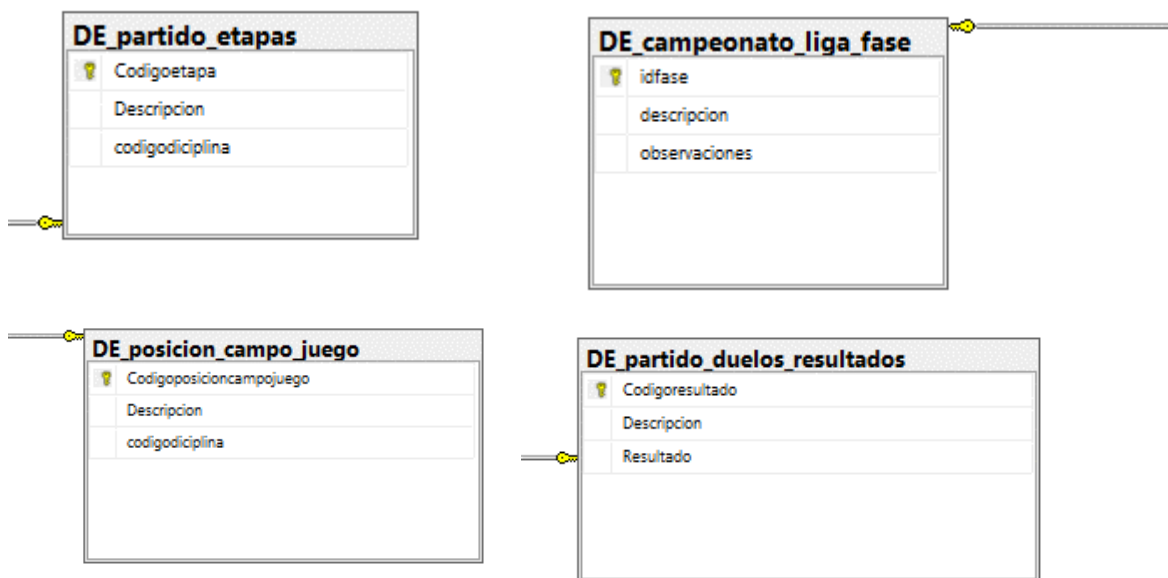 DE_partido_etapas
Codigoetapa
Descripcion
codigodiciplina
DE_campeonato_liga_fase
idfase
descripcion
observaciones
DE_posicion_campo_juego
Codigoposicioncampojuego
Descripcion
codigodiciplina
DE_partido_duelos_resultados
Codigoresultado
Descripcion
Resultado